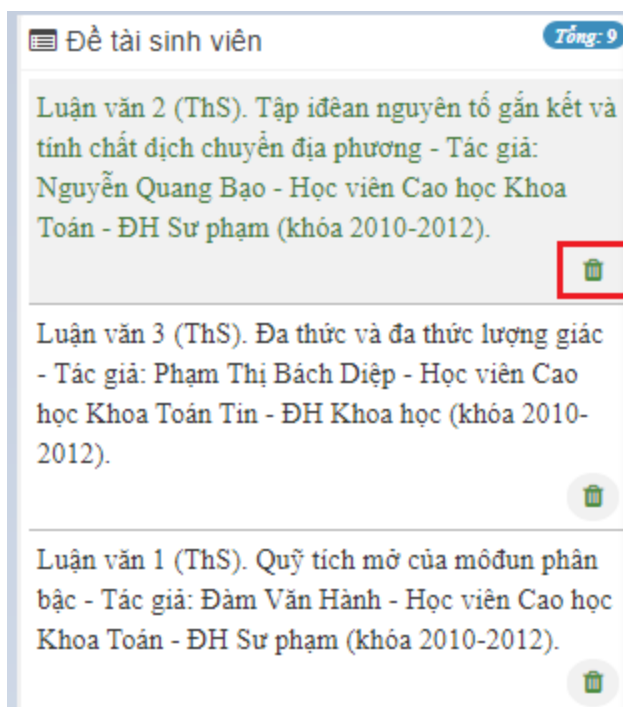 Đề tài sinh viên
Tổng: 9
Luận văn 2 (ThS). Tập iđêan nguyên tố gắn kết và
tính chất dịch chuyển địa phương - Tác giả:
Nguyễn Quang Bạo - Học viên Cao học Khoa
Toán - ĐH Sư phạm (khóa 2010-2012).
Luận văn 3 (ThS). Đa thức và đa thức lượng giác
- Tác giả: Phạm Thị Bách Diệp - Học viên Cao
học Khoa Toán Tin - ĐH Khoa học (khóa 2010-
2012).
Luận văn 1 (ThS). Quỹ tích mở của môđun phân
bậc - Tác giả: Đàm Văn Hành - Học viên Cao học
Khoa Toán - ĐH Sư phạm (khóa 2010-2012).